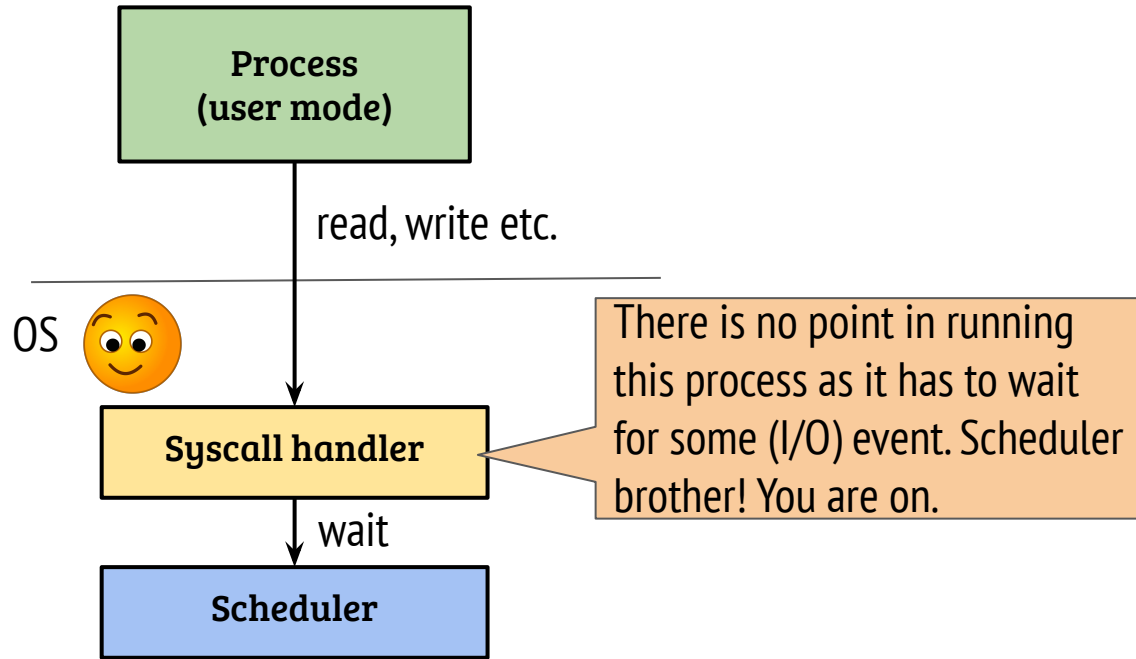 Process
(user mode)
read, write etc.
OS
There is no point in running
this process as it has to wait
for some (I/O) event. Scheduler
brother! You are on.
Syscall handler
wait
Scheduler